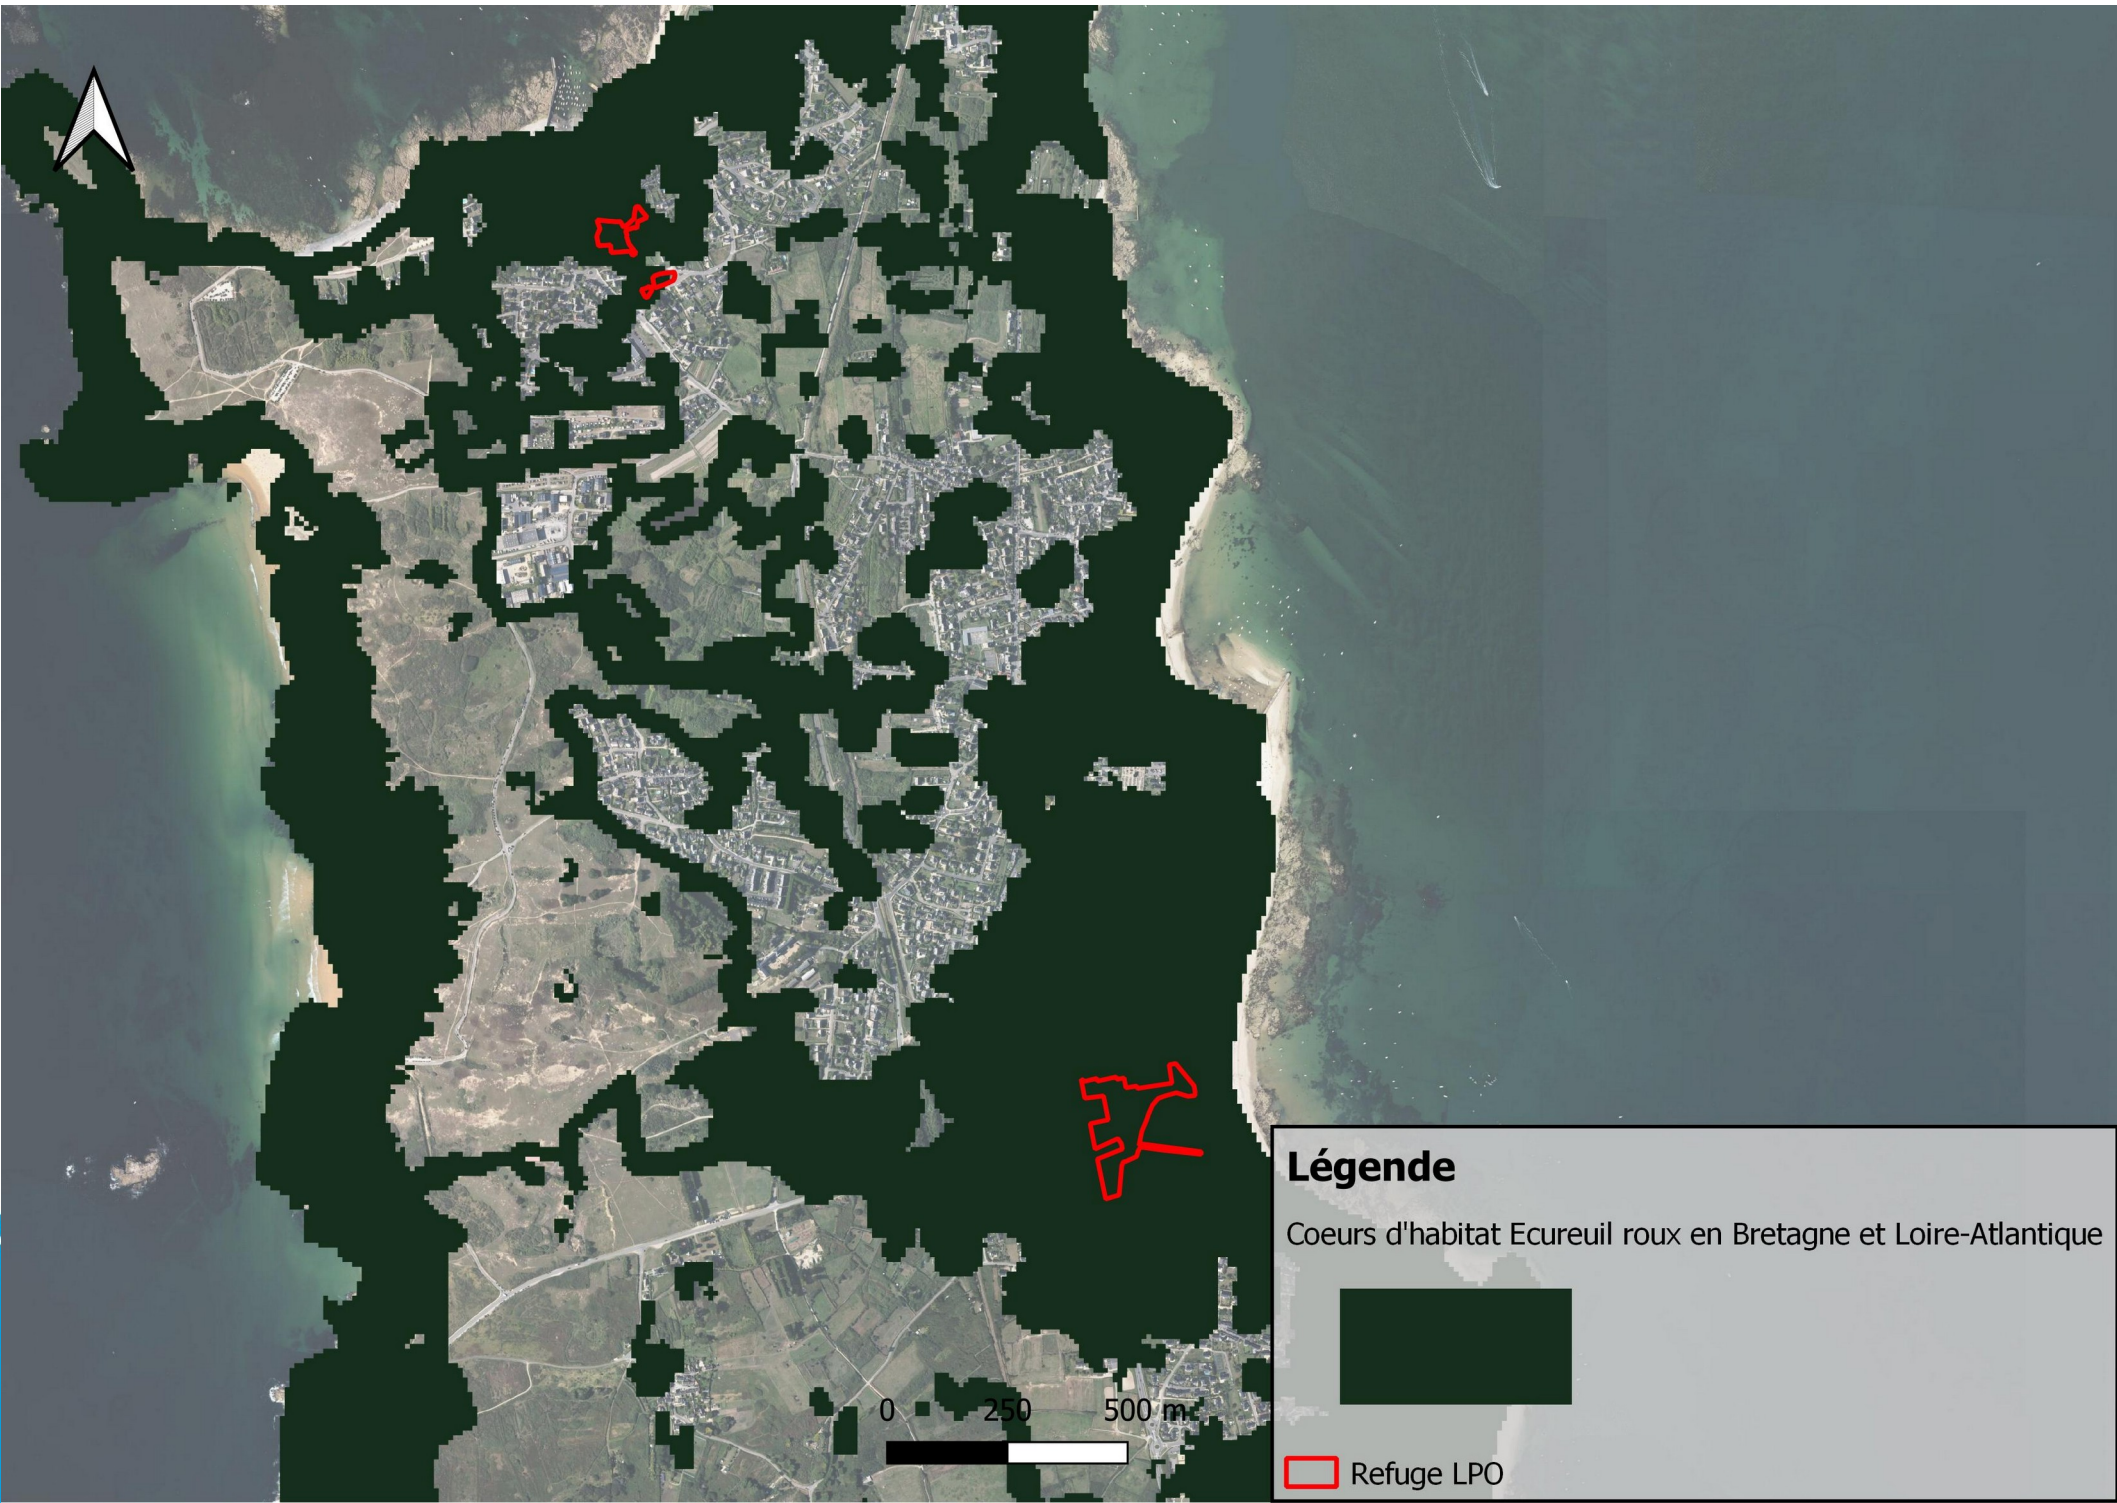 Légende
Coeurs d'habitat Ecureuil roux en Bretagne et Loire-Atlantique
0 250 500 m
Refuge LPO